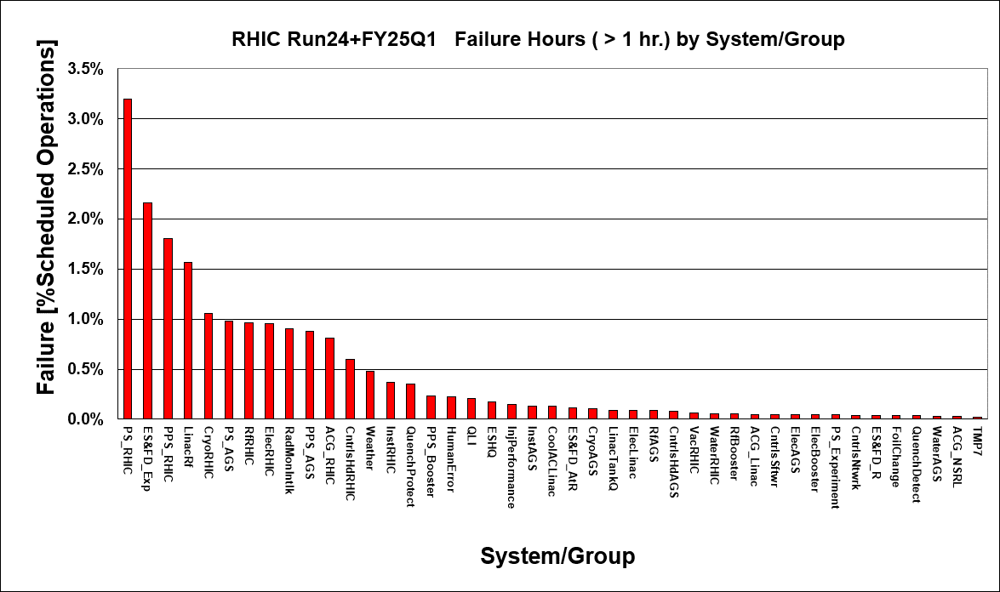 RHIC Run24+FY25Q1 Failure Hours ( > 1 hr.) by System/Group
Failure [%Scheduled Operations]
3.5%
3.0%
2.5%
2.0%
1.5%
1.0%
0.5%
0.0%
PS_RHIC
ES&FD_Exp
PPS_RHIC
LinacRf
CryoRHIC
PS_AGS
RfRHIC
ElecRHIC
RadMonIntlk
PPS_AGS
ACG_RHIC
CntrlsHdRHIC
Weather
InstRHIC
QuenchProtect
PPS_Booster
HumanError
QLI
ESHQ
InjPerformance
InstAGS
CoolACLinac
ES&FD_AtR
CryoAGS
LinacTankQ
ElecLinac
RfAGS
CntrlsHdAGS
VacRHIC
WaterRHIC
RfBooster
ACG_Linac
CntrlsSftwr
ElecAGS
ElecBooster
PS_Experiment
CntrlsNtwrk
ES&FD_R
FoilChange
QuenchDetect
WaterAGS
ACG_NSRL
TMP7
System/Group